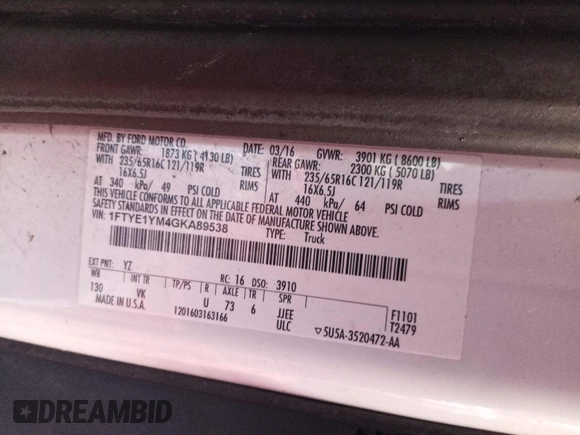 MFD. BY FORD MOTOR CO.
DATE: 03/16 GVWR: 3901 KG ( 8600 LB)
FRONT GAWR: 1873 KG ( 4130 LB) REAR GAWR: 2300 KG ( 5070 LB)
WITH 235/65R16C 121/119R TIRES WITH 235/65R16C 121/119R TIRES
16X6.5J RIMS 16X6.5J RIMS
AT 340 kPa/ 49 PSI COLD AT 440 kPa/ 64 PSI COLD
THIS VEHICLE CONFORMS TO ALL APPLICABLE FEDERAL MOTOR VEHICLE
SAFETY STANDARDS IN EFFECT ON THE DATE OF MANUFACTURE SHOWN ABOVE.
VIN: 1FTYE1YM4GKA89538
TYPE: Truck
EXT PNT: YZ RC: 16 DSO: 3910
WB INT TR TP/PS R AXLE TR SPR
130 VK U 73 6 JJEE
ULC
F1101
T2479
MADE IN U.S.A. 1201603163166
5U5A-3520472-AA
DREAMBID